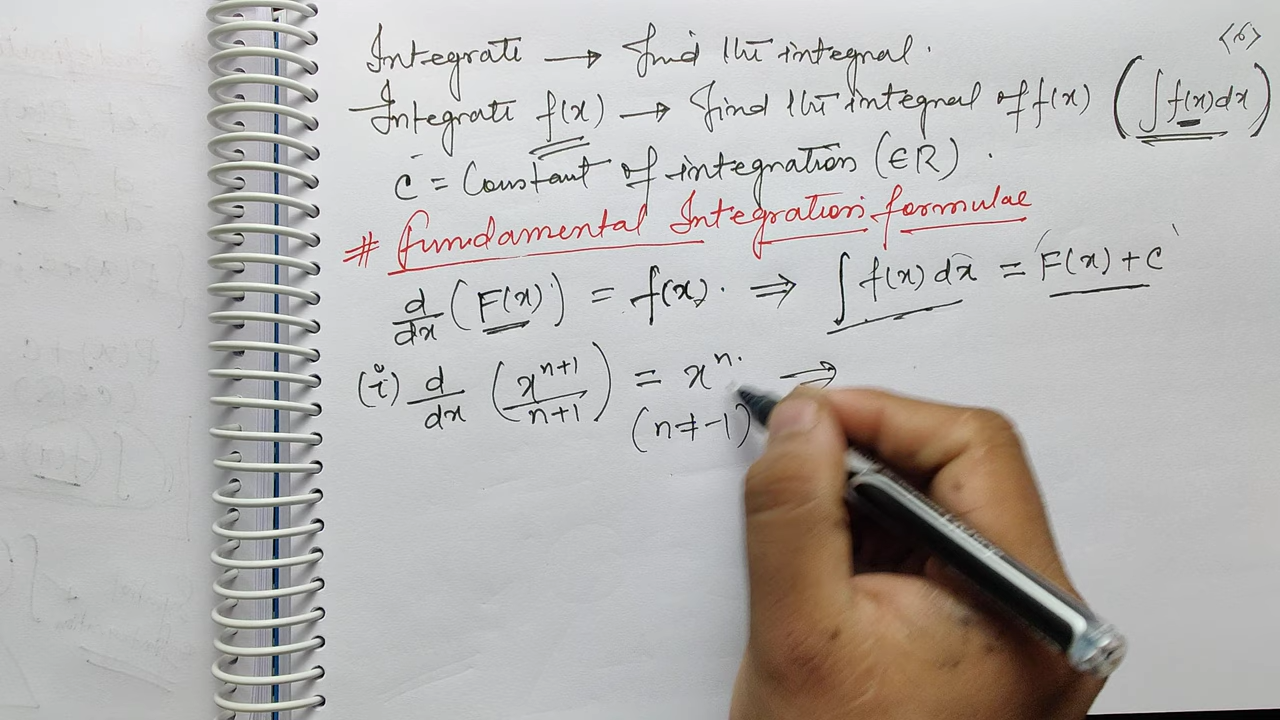 ⟨6⟩
Integrate → find the integral.
Integrate f(x) → find the integral of f(x) (∫f(x)dx)
c = Constant of integration (∈R).
# fundamental Integration formulae
d/dx (F(x)) = f(x). ⇒ ∫ f(x) dx = F(x) + c
(i) d/dx (x^(n+1)/(n+1)) = x^n. ⇒
(n ≠ -1)